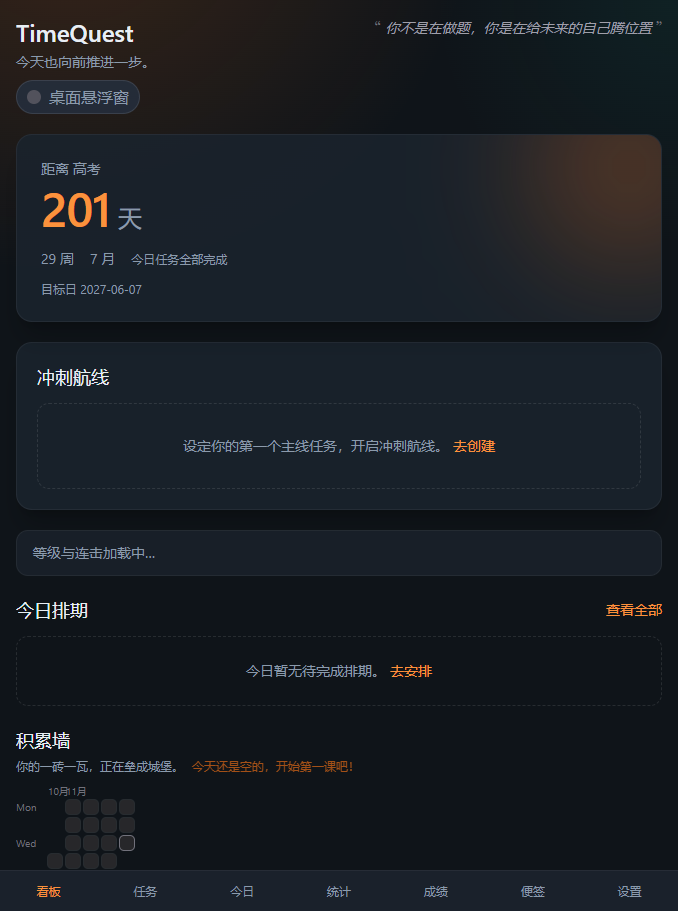 TimeQuest
“ 你不是在做题，你是在给未来的自己腾位置 ”
今天也向前推进一步。
桌面悬浮窗
距离 高考
201 天
29 周 7 月 今日任务全部完成
目标日 2027-06-07
冲刺航线
设定你的第一个主线任务，开启冲刺航线。 去创建
等级与连击加载中...
今日排期 查看全部
今日暂无待完成排期。 去安排
积累墙
你的一砖一瓦，正在垒成城堡。 今天还是空的，开始第一课吧！
10月 11月
Mon
Wed
看板 任务 今日 统计 成绩 便签 设置